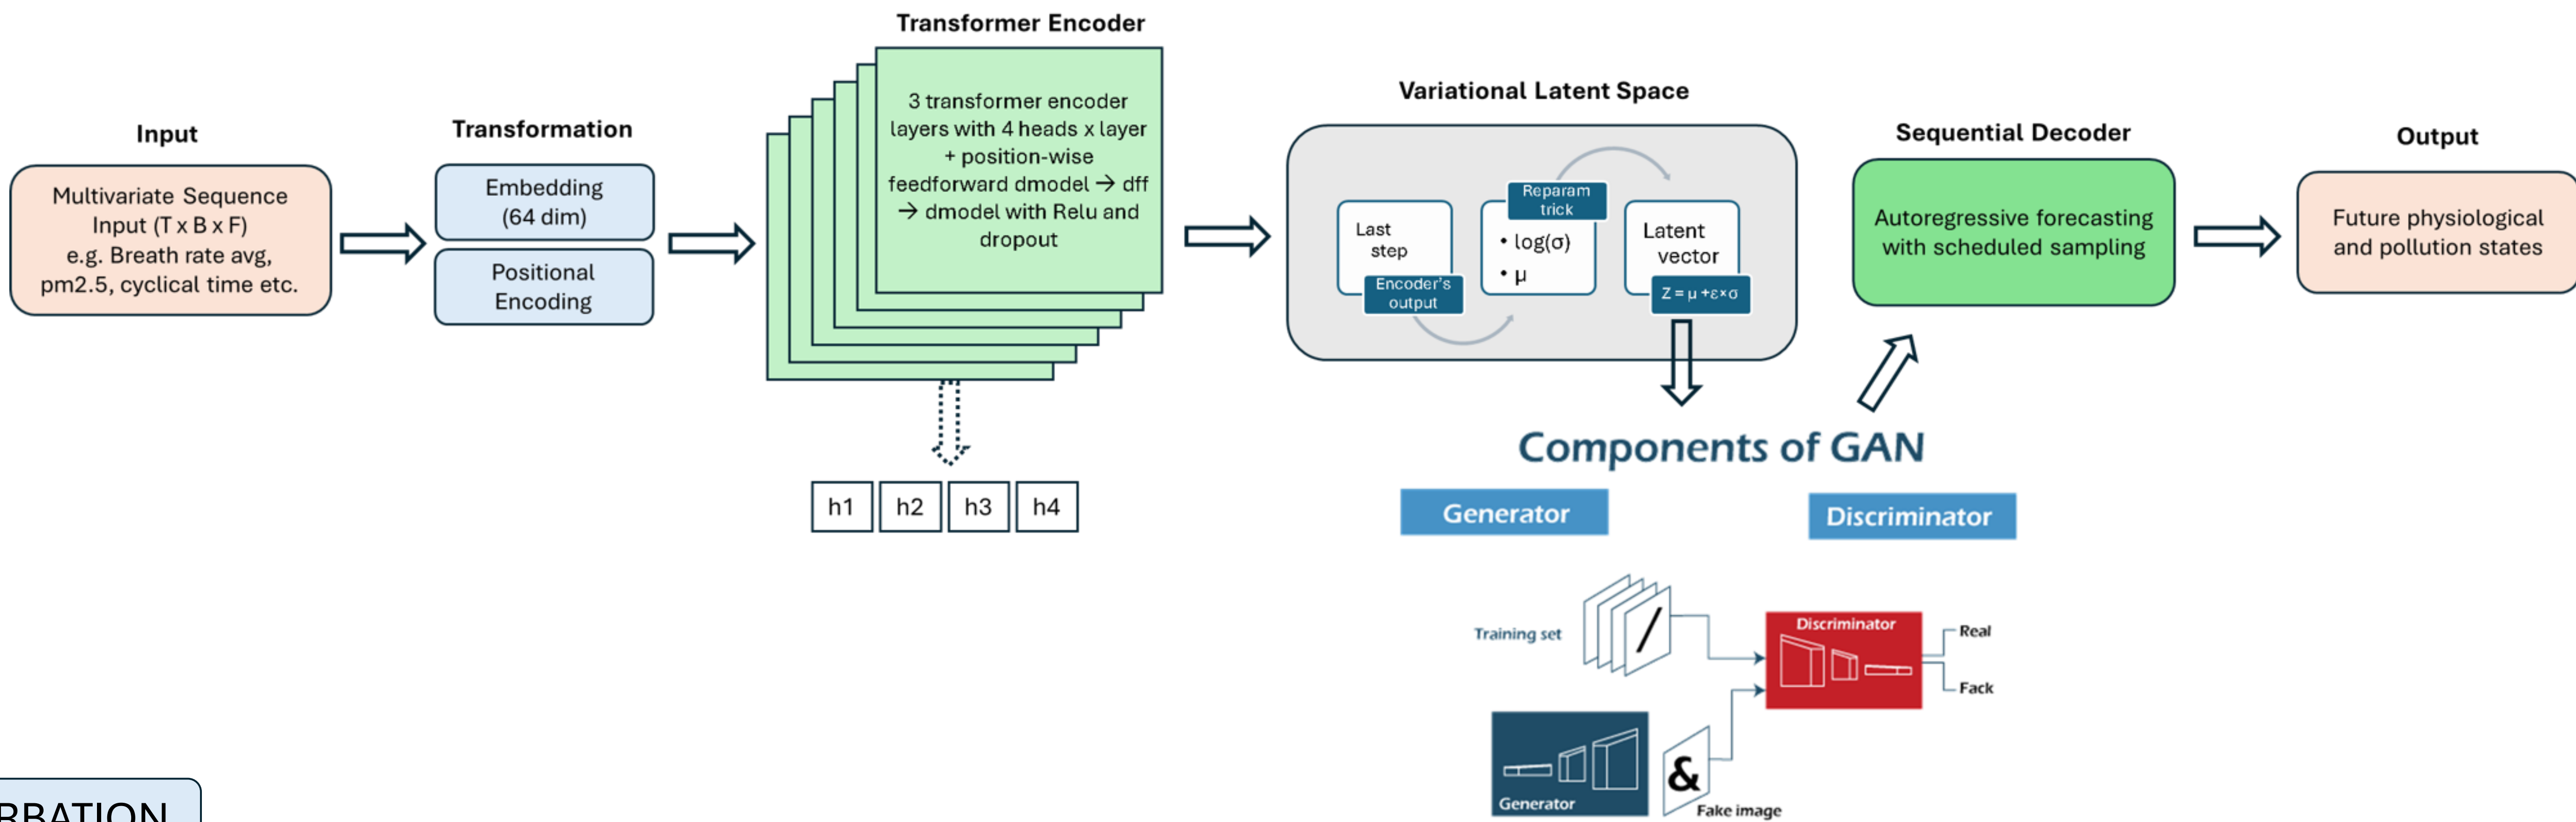 Input
Multivariate Sequence
Input (T x B x F)
e.g. Breath rate avg,
pm2.5, cyclical time etc.
Transformation
Embedding
(64 dim)
Positional
Encoding
Transformer Encoder
3 transformer encoder
layers with 4 heads x layer
+ position-wise
feedforward dmodel → dff
→ dmodel with Relu and
dropout
h1
h2
h3
h4
Variational Latent Space
Last
step
Encoder's
output
Reparam
trick
• log(σ)
• μ
Latent
vector
Z = μ +ε×σ
Sequential Decoder
Autoregressive forecasting
with scheduled sampling
Output
Future physiological
and pollution states
Components of GAN
Generator
Discriminator
Training set
/
Discriminator
Real
Fack
Generator
&
Fake image